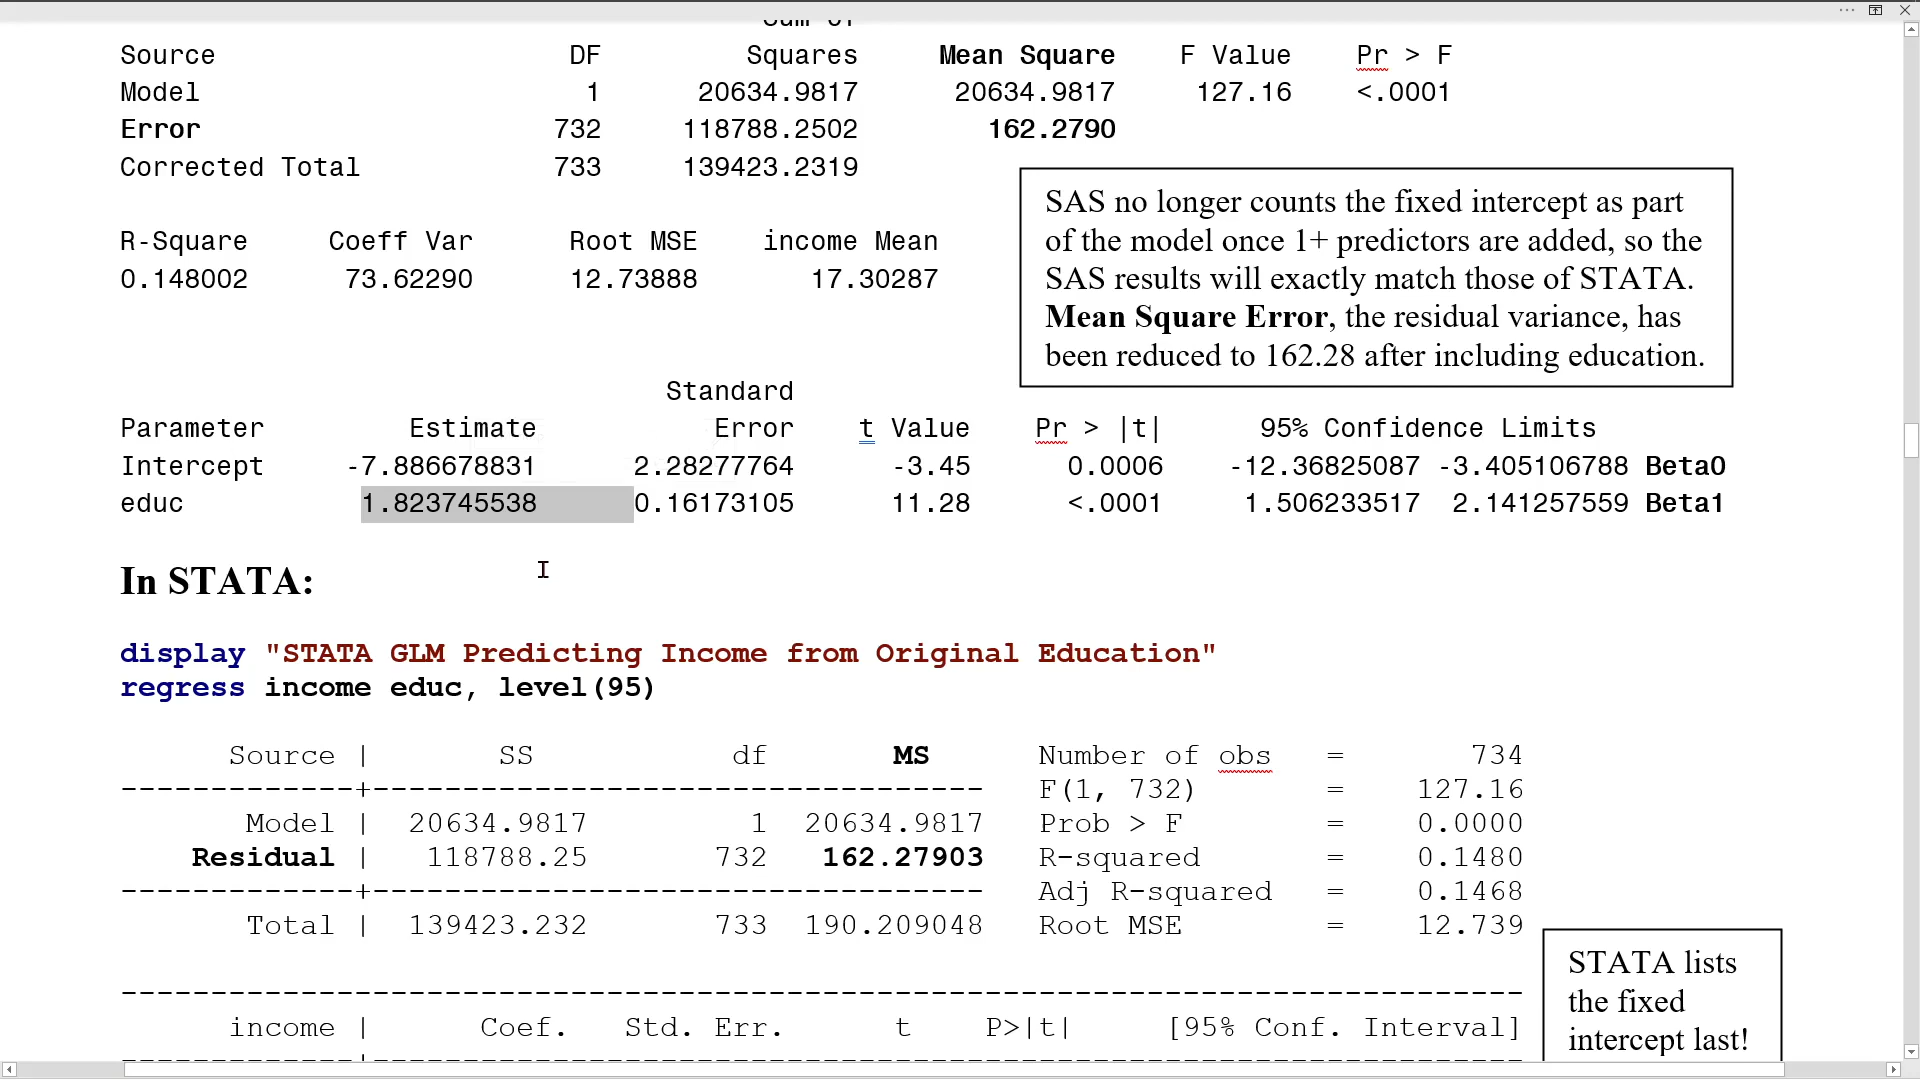 Source DF Squares Mean Square F Value Pr > F
Model 1 20634.9817 20634.9817 127.16 <.0001
Error 732 118788.2502 162.2790
Corrected Total 733 139423.2319
SAS no longer counts the fixed intercept as part
of the model once 1+ predictors are added, so the
SAS results will exactly match those of STATA.
Mean Square Error, the residual variance, has
been reduced to 162.28 after including education.
R-Square Coeff Var Root MSE income Mean
0.148002 73.62290 12.73888 17.30287
Standard
Parameter Estimate Error t Value Pr > |t| 95% Confidence Limits
Intercept -7.886678831 2.28277764 -3.45 0.0006 -12.36825087 -3.405106788 Beta0
educ 1.823745538 0.16173105 11.28 <.0001 1.506233517 2.141257559 Beta1
In STATA:
display "STATA GLM Predicting Income from Original Education"
regress income educ, level(95)
Source | SS df MS Number of obs = 734
-------------+---------------------------------- F(1, 732) = 127.16
Model | 20634.9817 1 20634.9817 Prob > F = 0.0000
Residual | 118788.25 732 162.27903 R-squared = 0.1480
-------------+---------------------------------- Adj R-squared = 0.1468
Total | 139423.232 733 190.209048 Root MSE = 12.739
------------------------------------------------------------------------------
income | Coef. Std. Err. t P>|t| [95% Conf. Interval]
STATA lists
the fixed
intercept last!